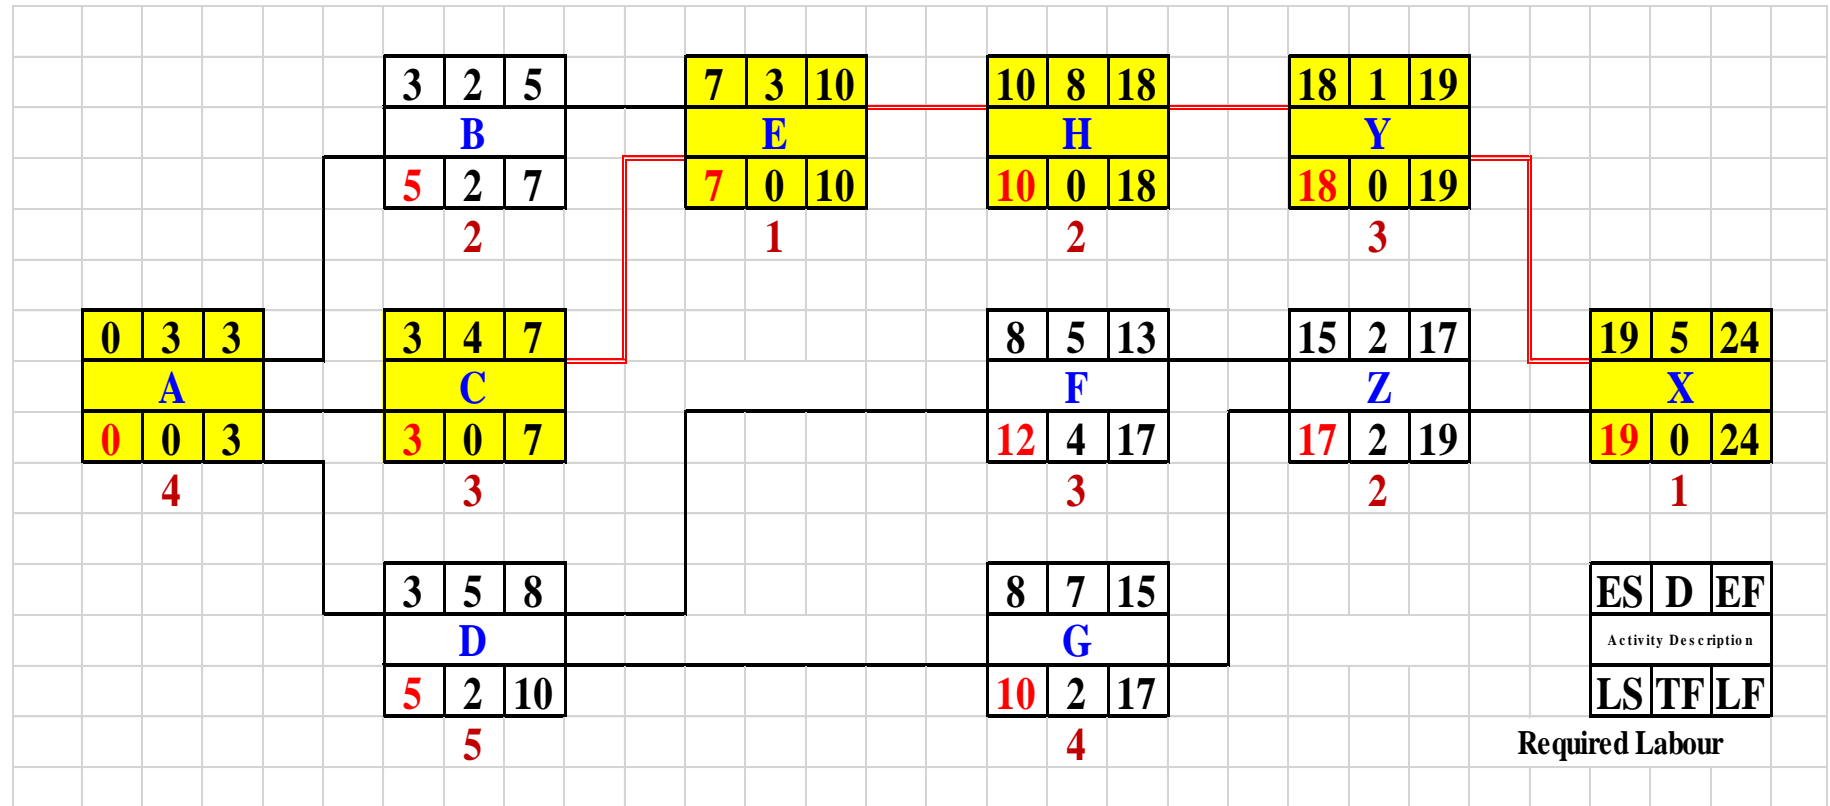 3 2 5 7 3 10 10 8 18 18 1 19
B E H Y
5 2 7 7 0 10 10 0 18 18 0 19
2 1 2 3
0 3 3 3 4 7 8 5 13 15 2 17 19 5 24
A C F Z X
0 0 3 3 0 7 12 4 17 17 2 19 19 0 24
4 3 3 2 1
3 5 8 8 7 15 ES D EF
D G Activity Description
5 2 10 10 2 17 LS TF LF
5 4 Required Labour